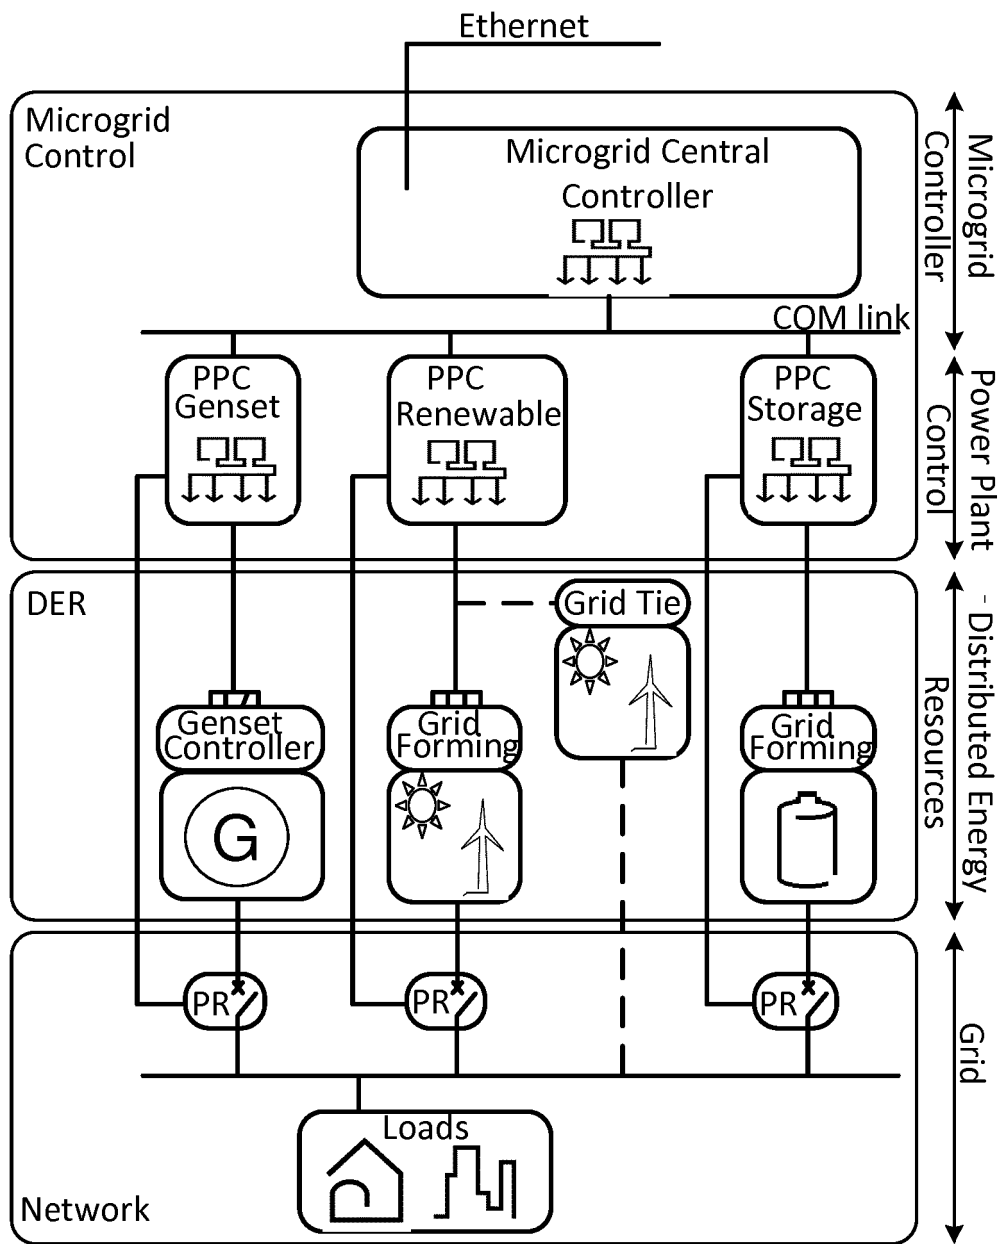 Ethernet
Microgrid
Control
Microgrid Central
Controller
COM link
PPC
Genset
PPC
Renewable
PPC
Storage
Microgrid
Controller
Power Plant
Control
DER
Grid Tie
Genset
Controller
Grid
Forming
Grid
Forming
G
- Distributed Energy
Resources
PR
PR
PR
Grid
Loads
Network